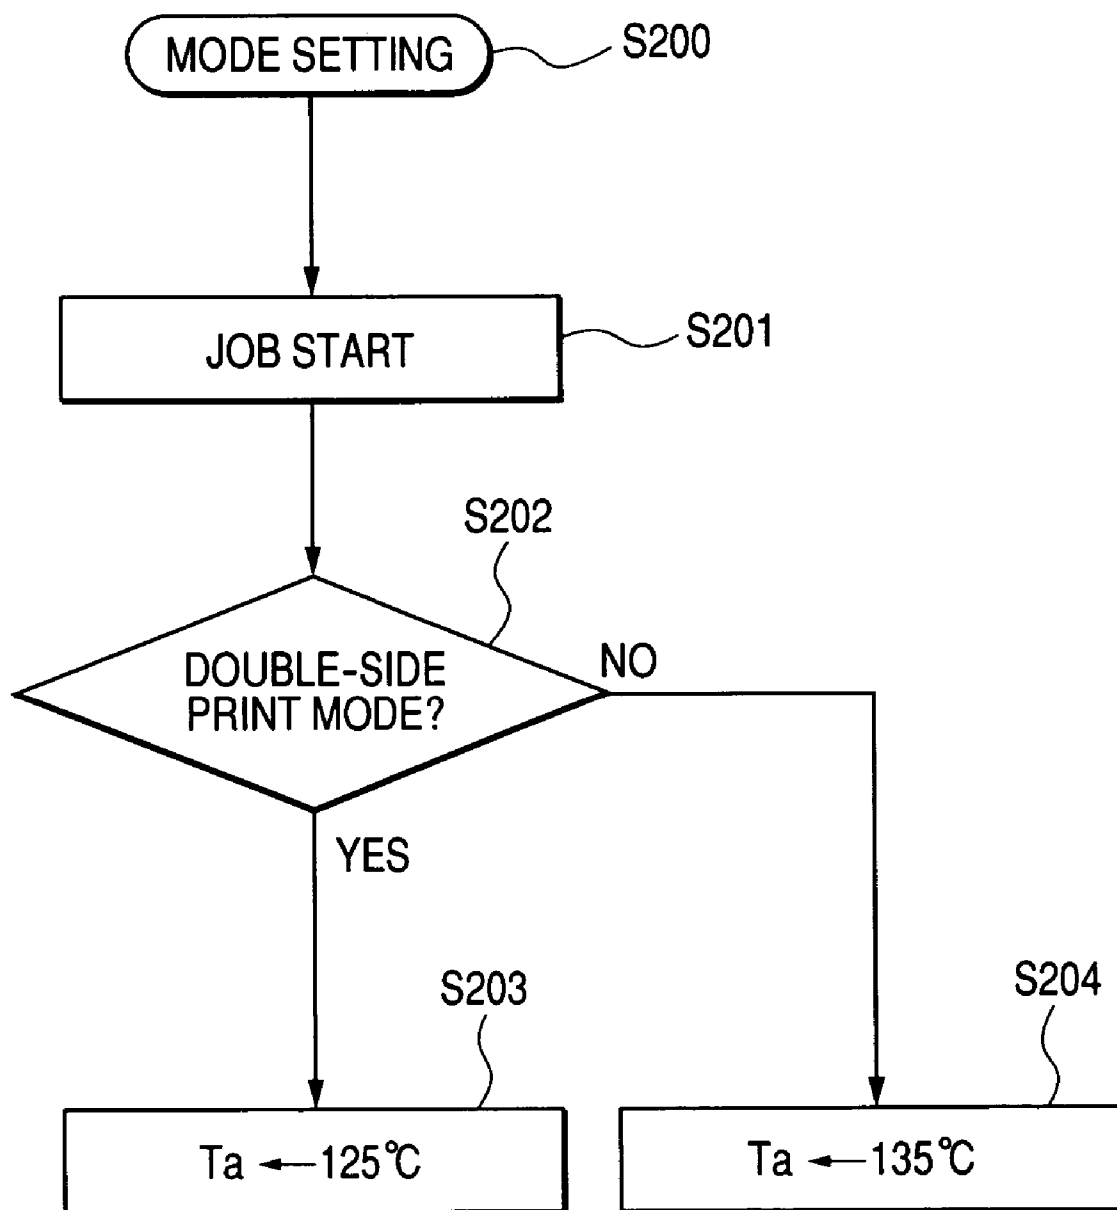 MODE SETTING
S200
JOB START
S201
S202
DOUBLE-SIDE
PRINT MODE?
NO
YES
S203
S204
Ta ←125°C
Ta ←135°C